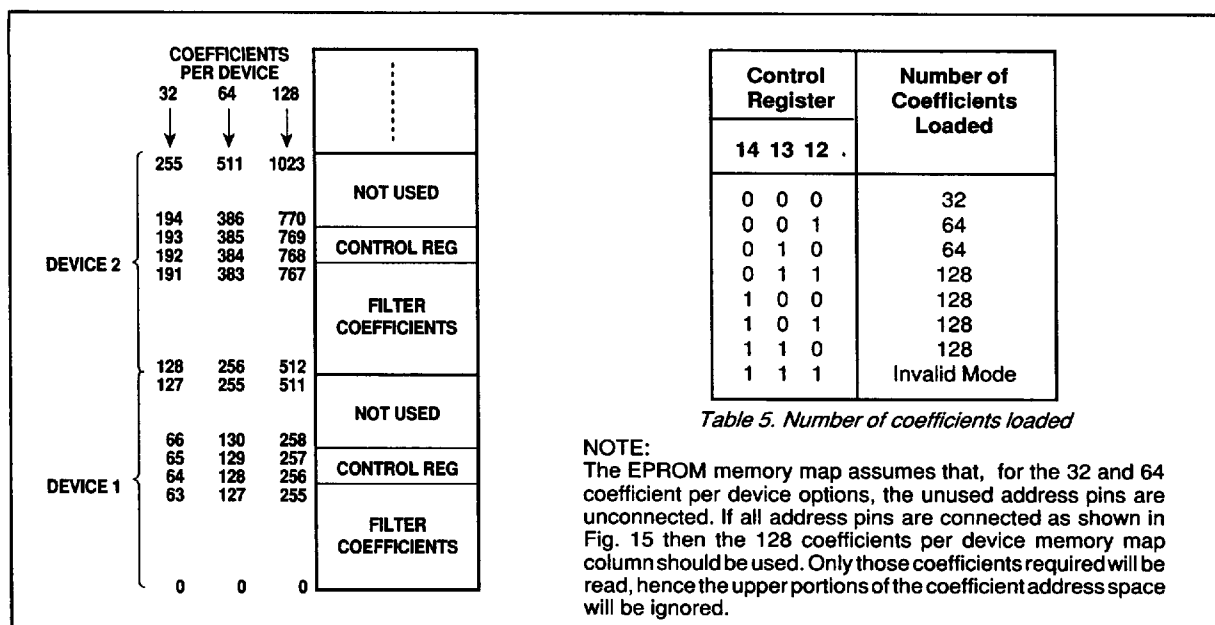 COEFFICIENTS
PER DEVICE
32 64 128
255 511 1023
NOT USED
194 386 770
193 385 769
CONTROL REG
192 384 768
191 383 767
DEVICE 2
FILTER
COEFFICIENTS
128 256 512
127 255 511
NOT USED
66 130 258
65 129 257
CONTROL REG
64 128 256
63 127 255
DEVICE 1
FILTER
COEFFICIENTS
0 0 0
Control
Register
Number of
Coefficients
Loaded
14 13 12 .
0 0 0 32
0 0 1 64
0 1 0 64
0 1 1 128
1 0 0 128
1 0 1 128
1 1 0 128
1 1 1 Invalid Mode
Table 5. Number of coefficients loaded
NOTE:
The EPROM memory map assumes that, for the 32 and 64
coefficient per device options, the unused address pins are
unconnected. If all address pins are connected as shown in
Fig. 15 then the 128 coefficients per device memory map
column should be used. Only those coefficients required will be
read, hence the upper portions of the coefficient address space
will be ignored.